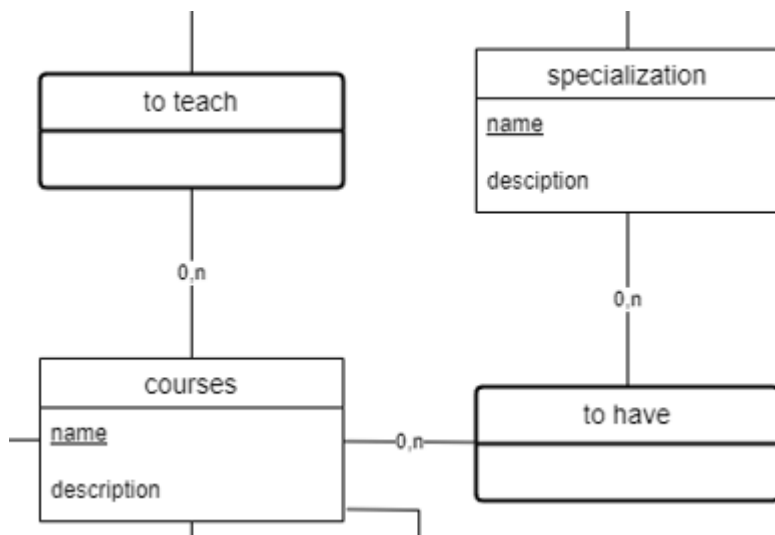 to teach
specialization
name
desciption
0,n
0,n
courses
name
description
0,n
to have